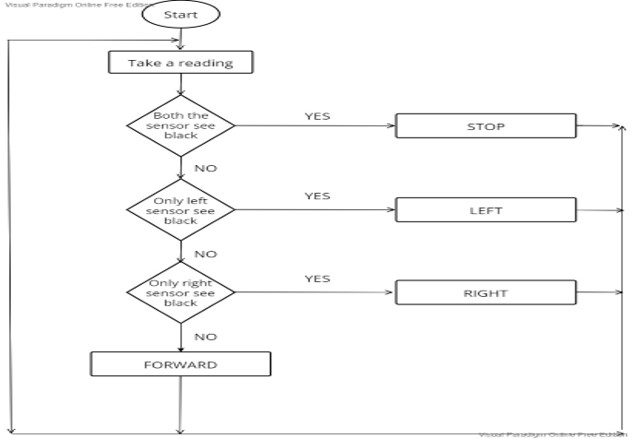 Visual Paradigm Online Free Edition
Start
Take a reading
Both the
sensor see
black
YES
STOP
NO
Only left
sensor see
black
YES
LEFT
NO
Only right
sensor see
black
YES
RIGHT
NO
FORWARD
Visual Paradigm Online Free Edition